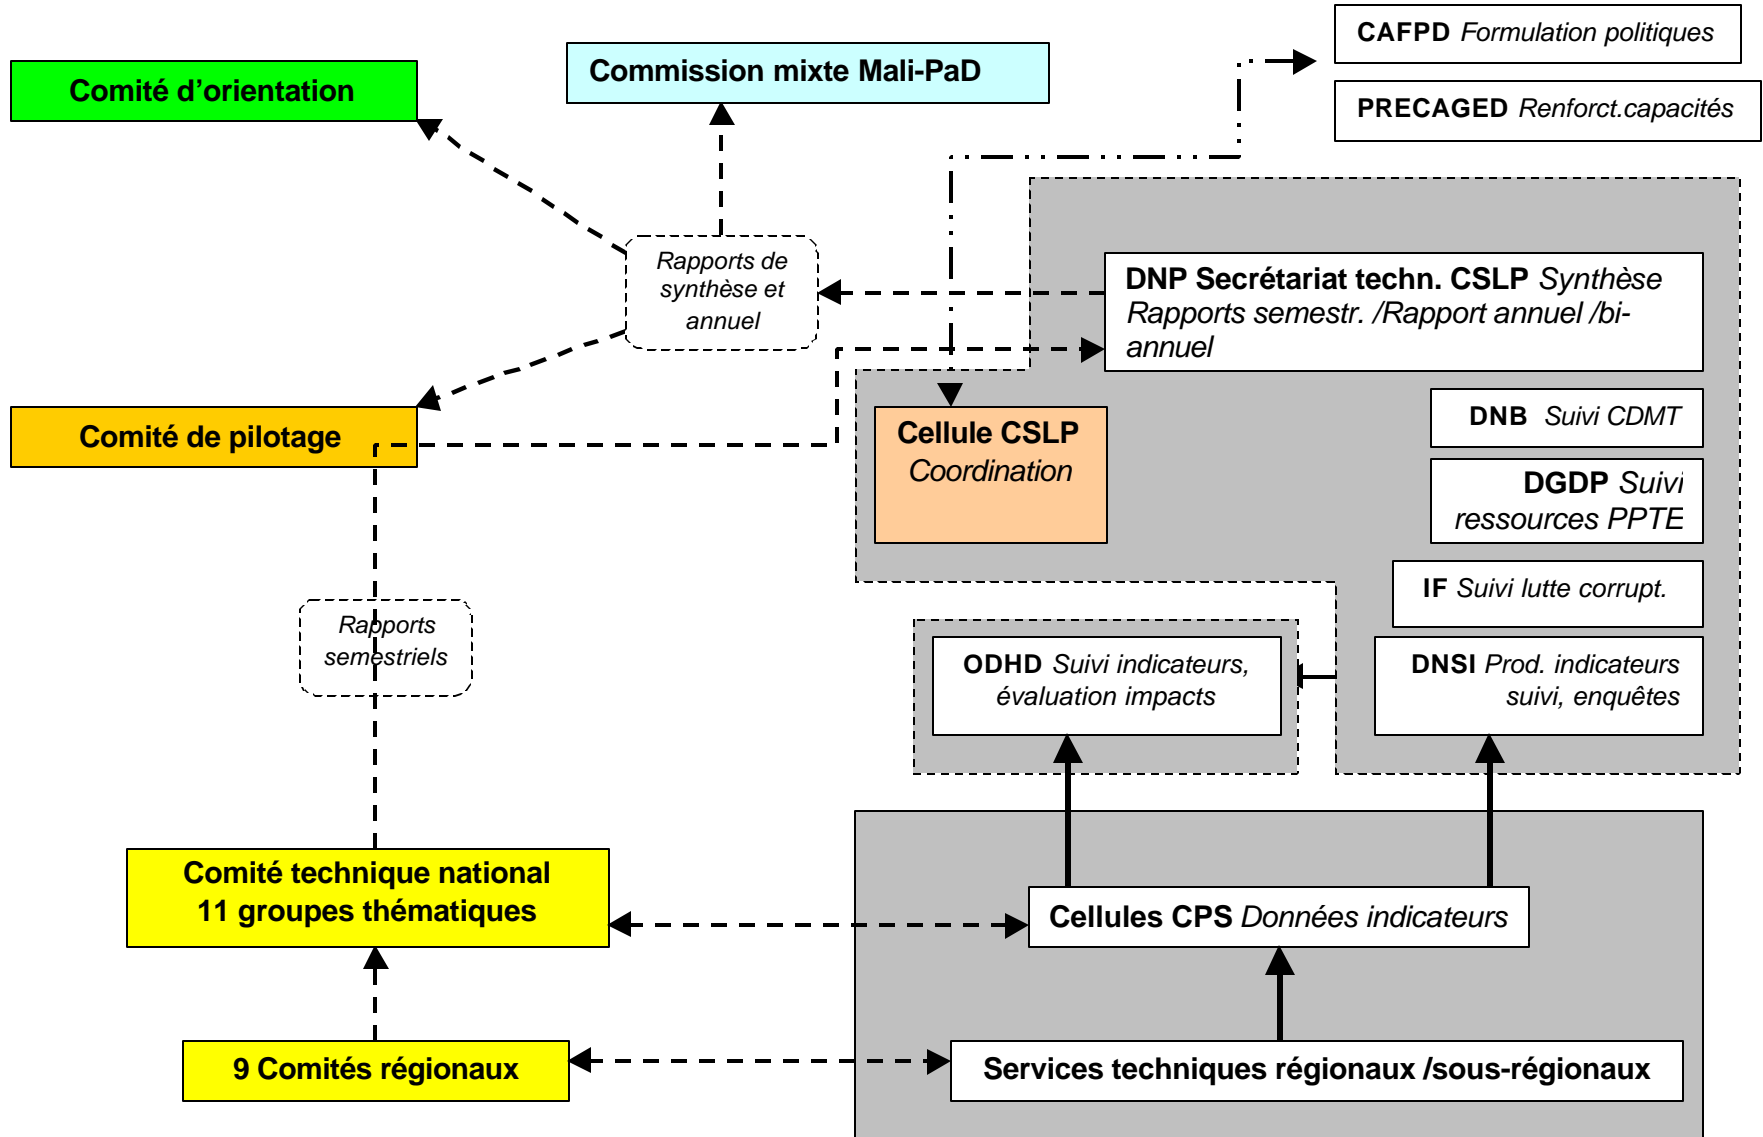 CAFPD Formulation politiques
Commission mixte Mali-PaD
Comité d'orientation
PRECAGED Renforct.capacités
Rapports de
synthèse et
annuel
DNP Secrétariat techn. CSLP Synthèse
Rapports semestr. /Rapport annuel /bi-
annuel
Comité de pilotage
Cellule CSLP
Coordination
DNB Suivi CDMT
DGDP Suivi
ressources PPTE
IF Suivi lutte corrupt.
Rapports
semestriels
ODHD Suivi indicateurs,
évaluation impacts
DNSI Prod. indicateurs
suivi, enquêtes
Comité technique national
11 groupes thématiques
Cellules CPS Données indicateurs
9 Comités régionaux
Services techniques régionaux /sous-régionaux